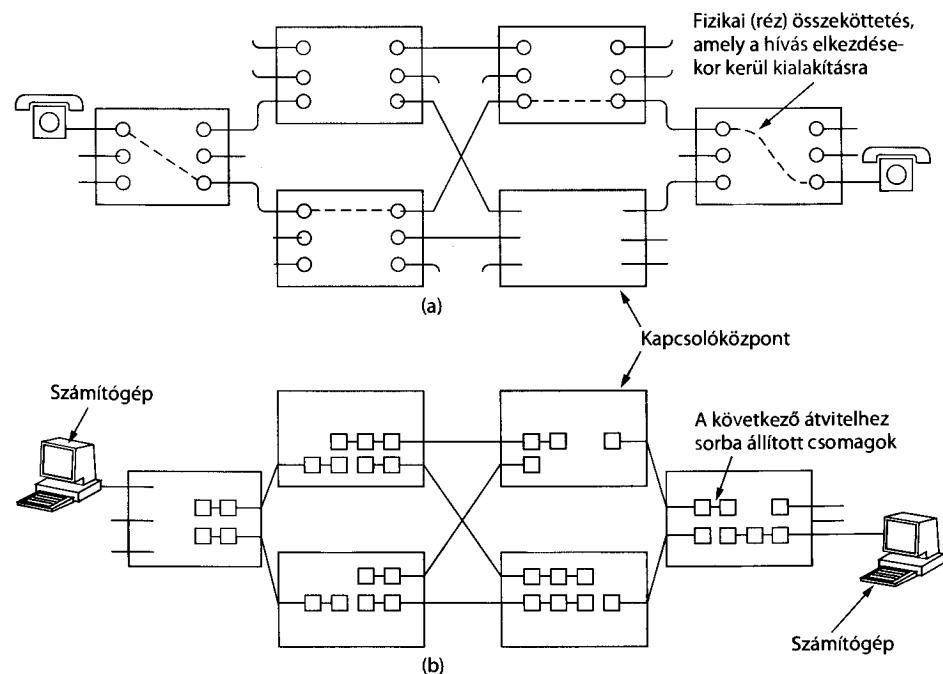 Fizikai (réz) összeköttetés,
amely a hívás elkezdése-
kor kerül kialakításra
(a)
Kapcsolóközpont
Számítógép
A következő átvitelhez
sorba állított csomagok
Számítógép
(b)